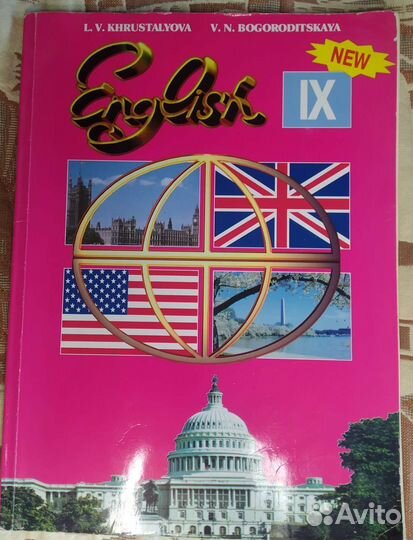 L. V. KHRUSTALYOVA V. N. BOGORODITSKAYA
NEW
English
IX
Avito